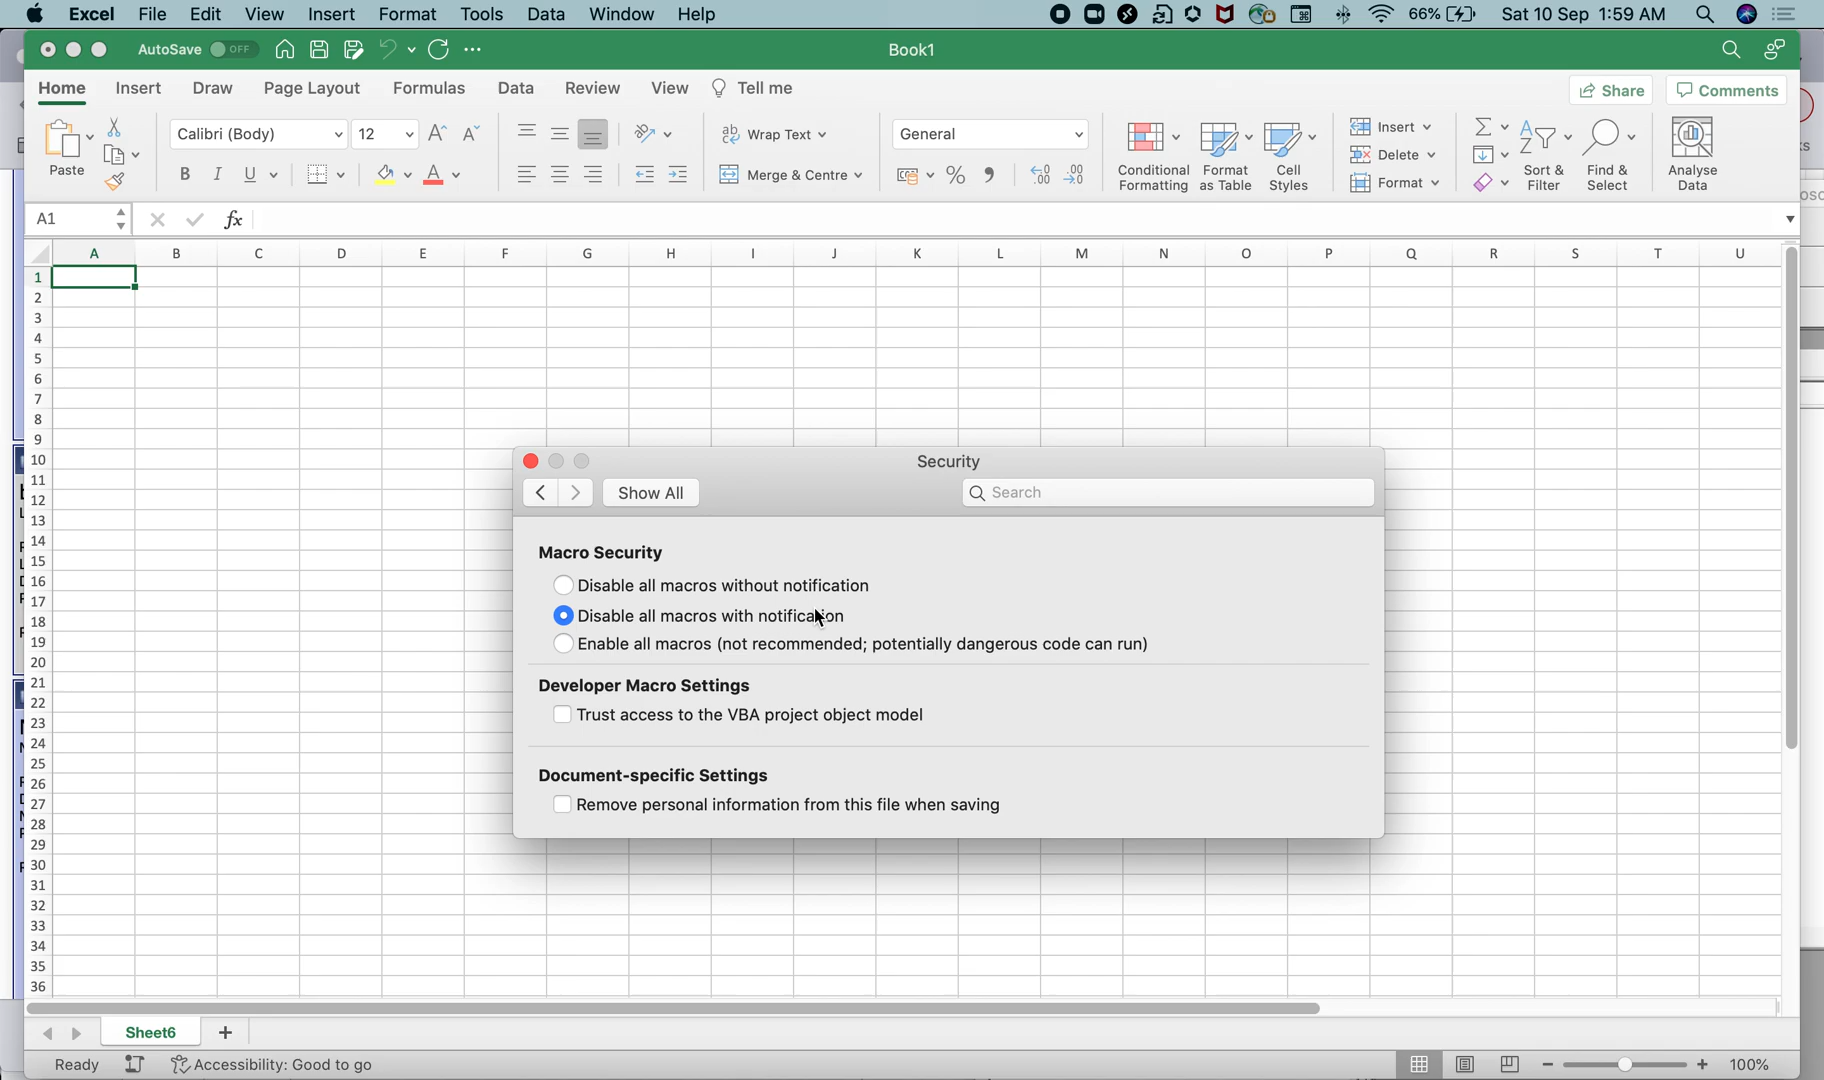 Excel File Edit View Insert Format Tools Data Window Help 66% Sat 10 Sep 1:59 AM
AutoSave OFF Book1
Home Insert Draw Page Layout Formulas Data Review View Tell me Share Comments
Paste Calibri (Body) 12 Wrap Text General Conditional Formatting Format as Table Cell Styles Insert Sort & Filter Find & Select Analyse Data
B I U Merge & Centre % Delete
Format
A1 fx
A B C D E F G H I J K L M N O P Q R S T U
1
2
3
4
5
6
7
8
9
10
11
12
13
14
15
16
17
18
19
20
21
22
23
24
25
26
27
28
29
30
31
32
33
34
35
36
Security
Show All Search
Macro Security
Disable all macros without notification
Disable all macros with notification
Enable all macros (not recommended; potentially dangerous code can run)
Developer Macro Settings
Trust access to the VBA project object model
Document-specific Settings
Remove personal information from this file when saving
Sheet6 +
Ready Accessibility: Good to go 100%